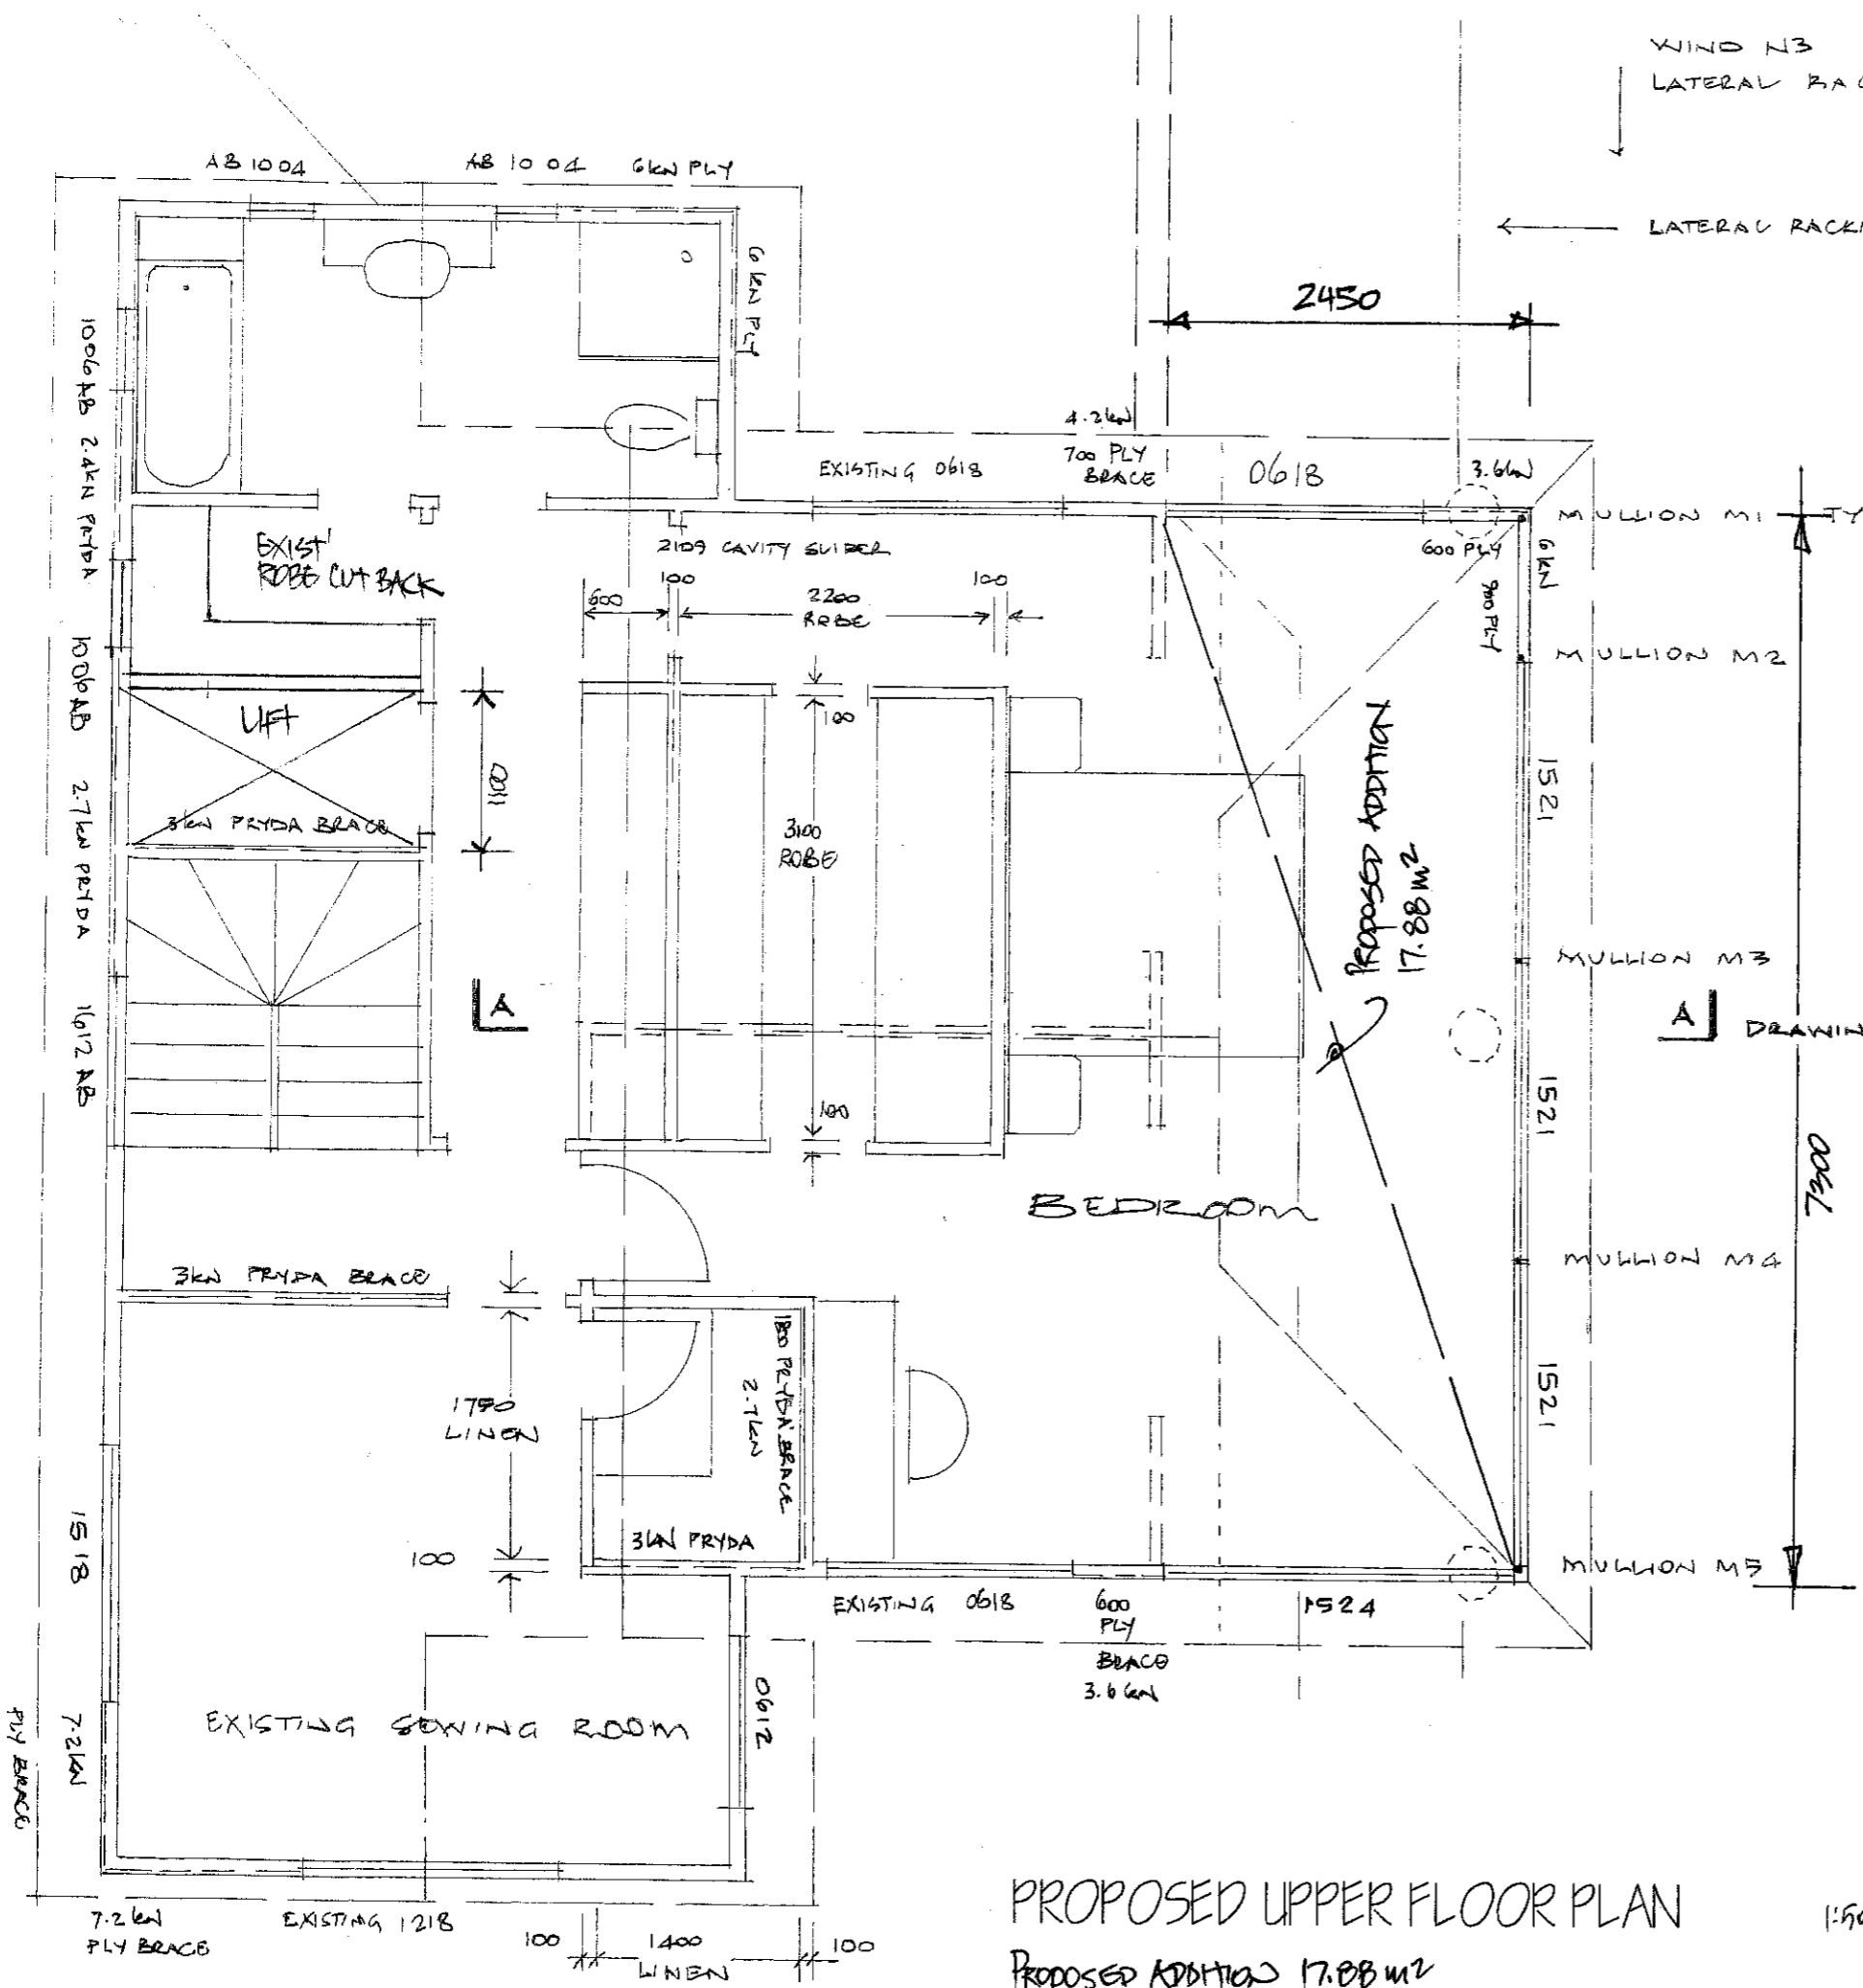 WIND N3
LATERAL RAC
LATERAL RACKI
AB 1004
AB 1004
6KN PLY
6 KN PLY
2450
1006 AB 2.4KN PRYDA 1006AB 2.7KN PRYDA 1612 AB
4.2KN
700 PLY
BRACE
EXISTING 0618
0618
3.6KN
MULLION M1
TY
600 PLY
6KN
900 PLY
2109 CAVITY SLIDER
EXIST'
ROBE CUT BACK
600
100
2200
ROBE
100
MULLION M2
LIFT
1100
100
3KN PRYDA BRACE
3100
ROBE
PROPOSED ADDITION
17.88 m2
1521
MULLION M3
A
A
DRAWIN
100
1521
7300
BEDROOM
MULLION M4
3KN PRYDA BRACE
1800 PRYDA BRACE
2.7KN
1521
1750
LINEN
100
3KN PRYDA
MULLION M5
1518
EXISTING 0618
600
PLY
BRACE
3.6 KN
1524
0612
EXISTING SEWING ROOM
7.2KN
PLY BRACE
7.2KN
PLY BRACE
EXISTING 1218
100
1400
LINEN
100
PROPOSED UPPER FLOOR PLAN
PROPOSED ADDITION 17.88 m2